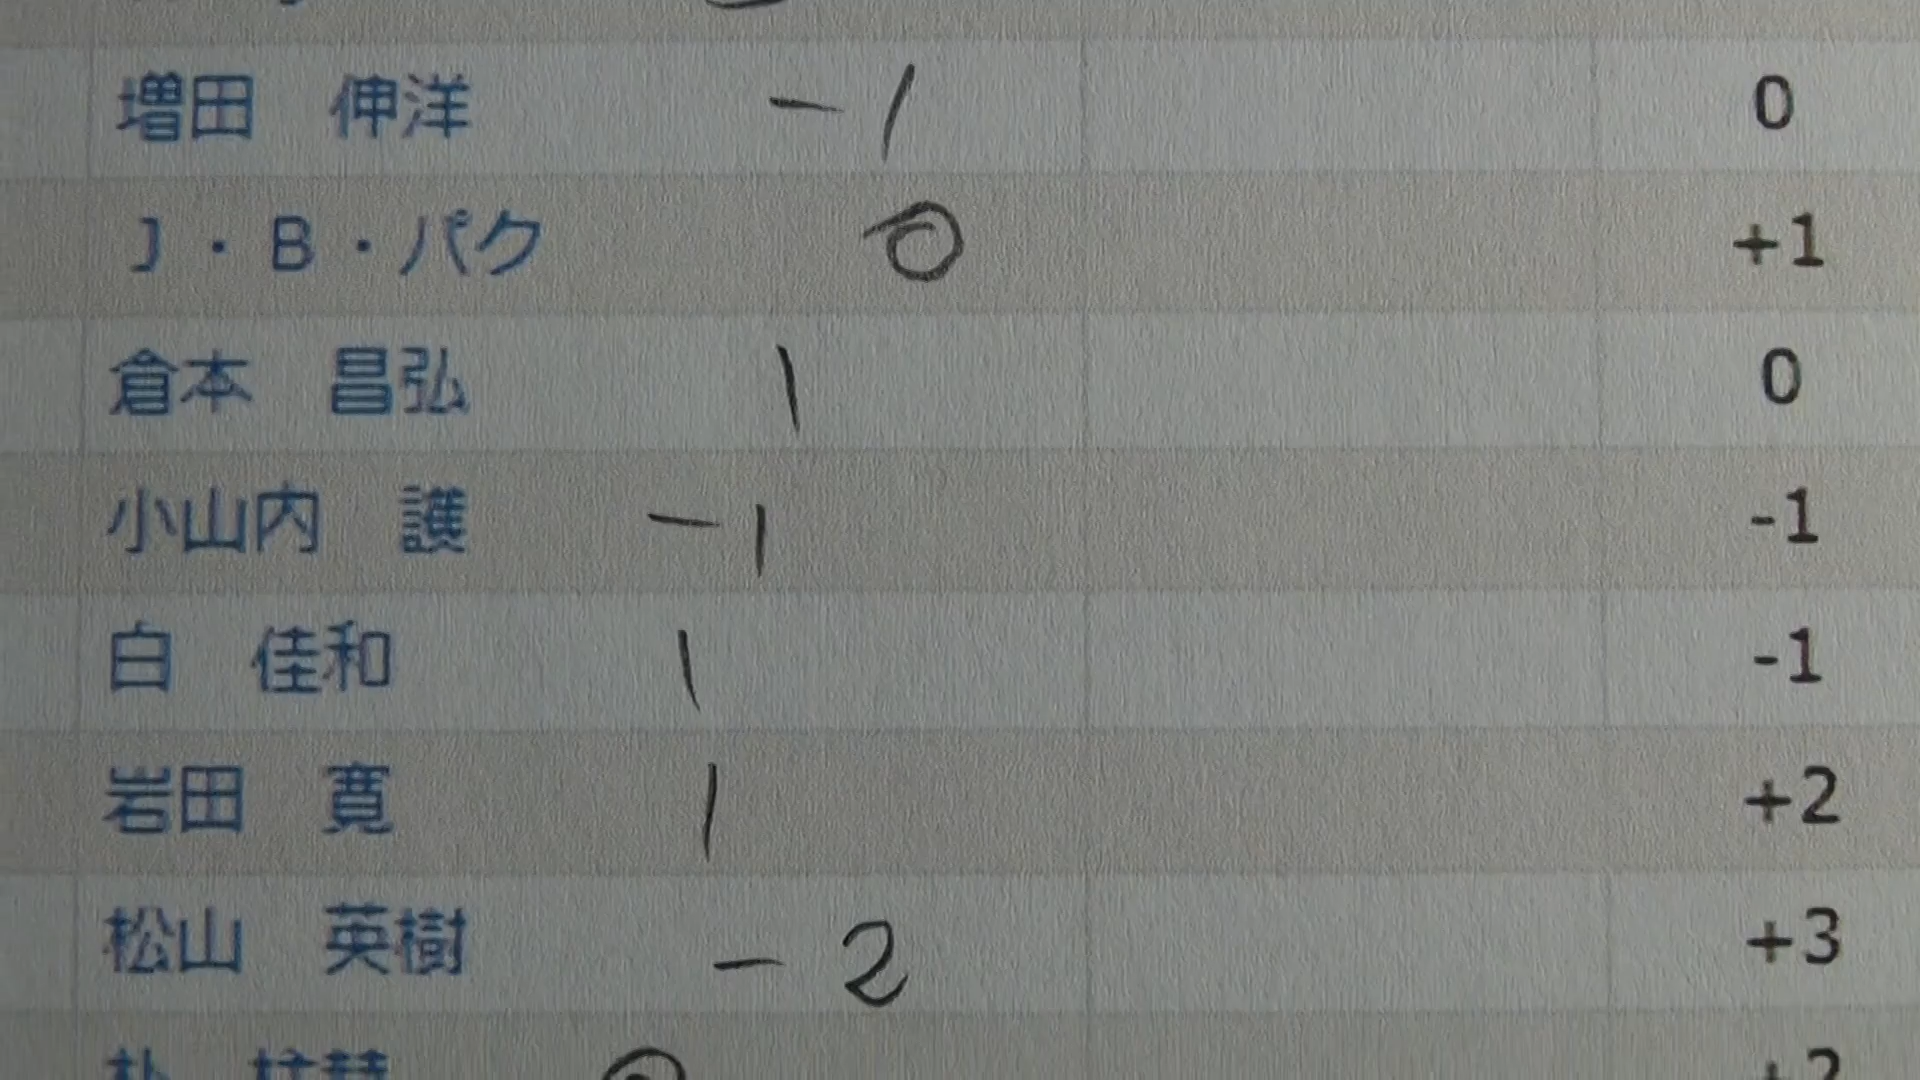 増田 伸洋 -1 0
J・B・パク 0 +1
倉本 昌弘 1 0
小山内 護 -1 -1
白 佳和 1 -1
岩田 寛 1 +2
松山 英樹 -2 +3
+2